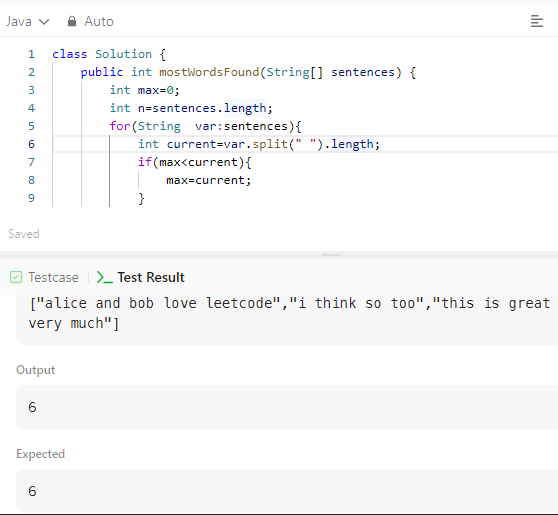 Java Auto
1 class Solution {
2 public int mostWordsFound(String[] sentences) {
3 int max=0;
4 int n=sentences.length;
5 for(String  var:sentences){
6 int current=var.split(" ").length;
7 if(max<current){
8 max=current;
9 }
Saved
Testcase Test Result
["alice and bob love leetcode","i think so too","this is great
very much"]
Output
6
Expected
6